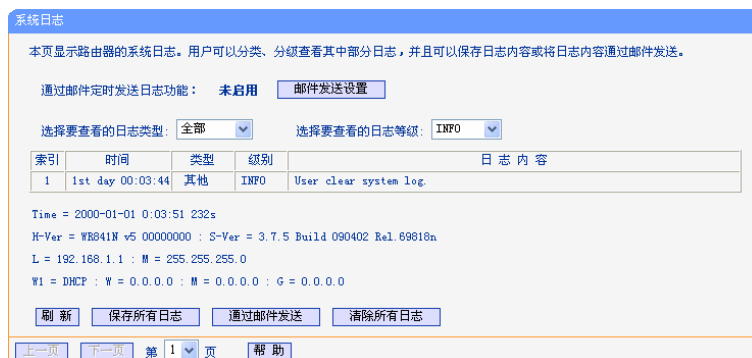 系统日志
本页显示路由器的系统日志。用户可以分类、分级查看其中部分日志，并且可以保存日志内容或将日志内容通过邮件发送。
通过邮件定时发送日志功能： 未启用 邮件发送设置
选择要查看的日志类型: 全部 选择要查看的日志等级: INFO
索引 时间 类型 级别 日 志 内 容
1 1st day 00:03:44 其他 INFO User clear system log.
Time = 2000-01-01 0:03:51 232s
H-Ver = WR841N v5 00000000 : S-Ver = 3.7.5 Build 090402 Rel.69818n
L = 192.168.1.1 : M = 255.255.255.0
W1 = DHCP : W = 0.0.0.0 : M = 0.0.0.0 : G = 0.0.0.0
刷 新 保存所有日志 通过邮件发送 清除所有日志
上一页 下一页 第 1 页 帮 助